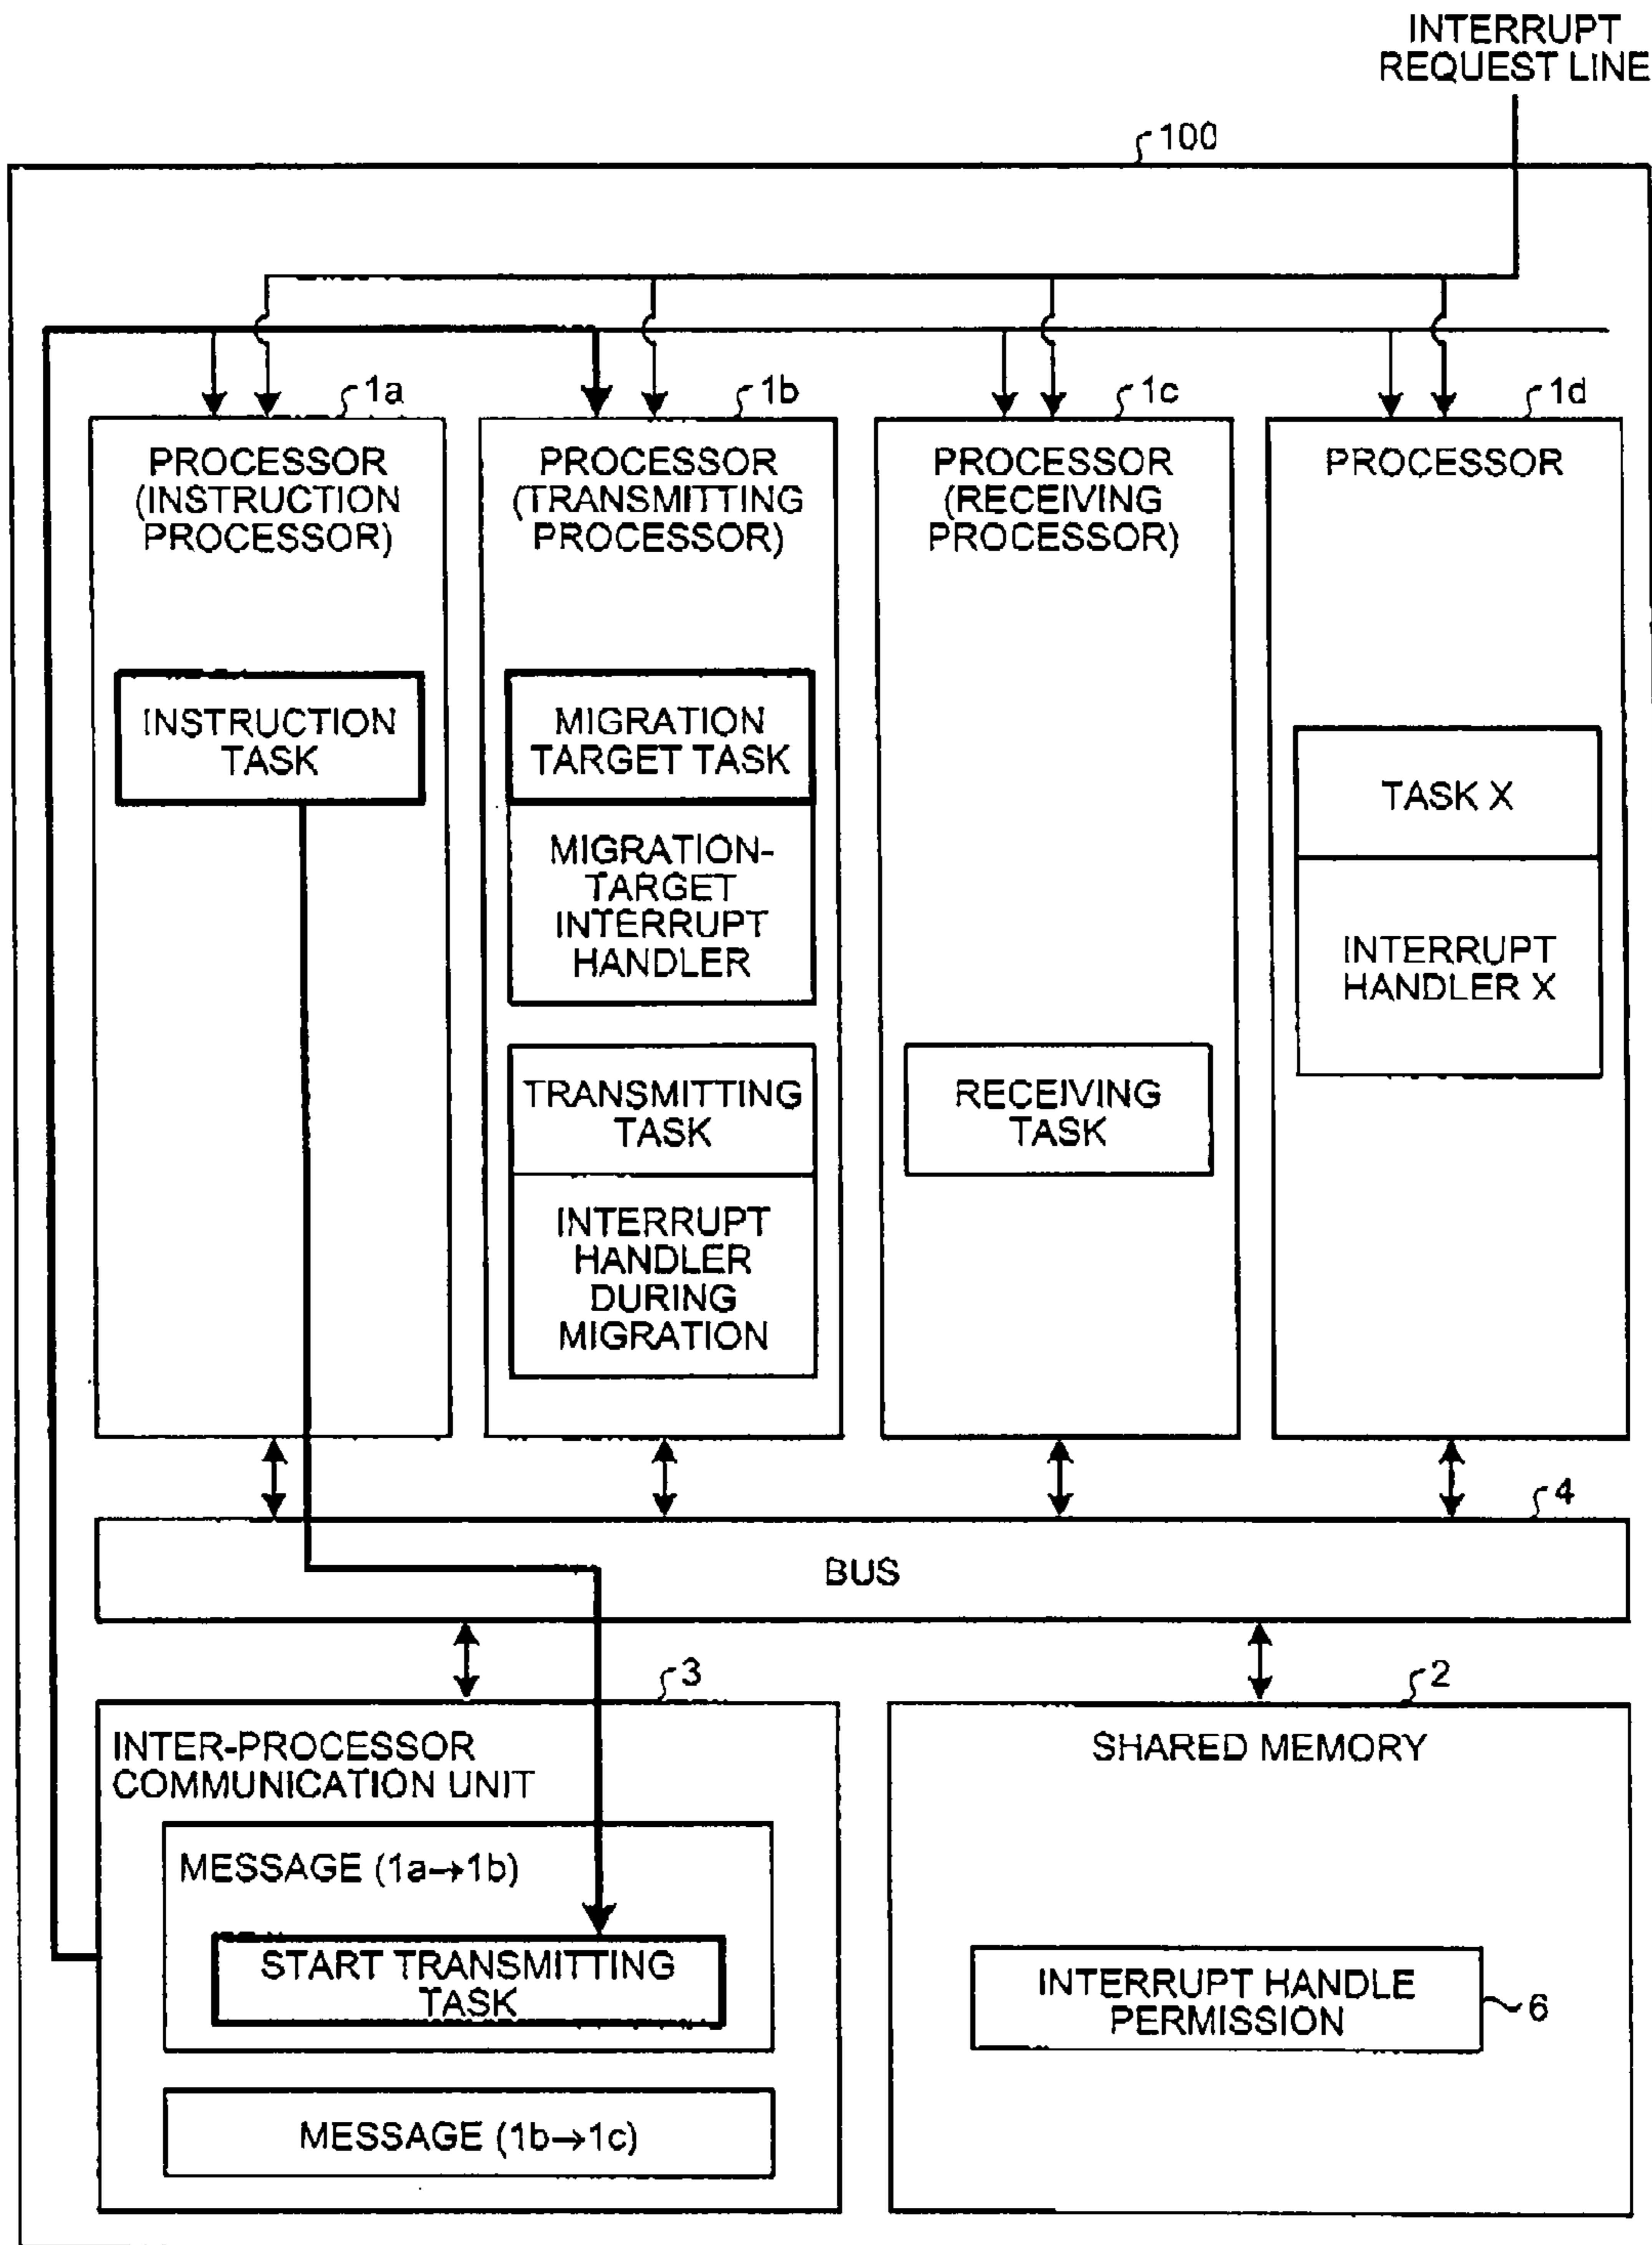 INTERRUPT
REQUEST LINE
100
1a
1b
1c
1d
PROCESSOR
(INSTRUCTION
PROCESSOR)
PROCESSOR
(TRANSMITTING
PROCESSOR)
PROCESSOR
(RECEIVING
PROCESSOR)
PROCESSOR
INSTRUCTION
TASK
MIGRATION
TARGET TASK
MIGRATION-
TARGET
INTERRUPT
HANDLER
TRANSMITTING
TASK
INTERRUPT
HANDLER
DURING
MIGRATION
RECEIVING
TASK
TASK X
INTERRUPT
HANDLER X
4
BUS
3
INTER-PROCESSOR
COMMUNICATION UNIT
MESSAGE (1a→1b)
START TRANSMITTING
TASK
MESSAGE (1b→1c)
2
SHARED MEMORY
INTERRUPT HANDLE
PERMISSION
6